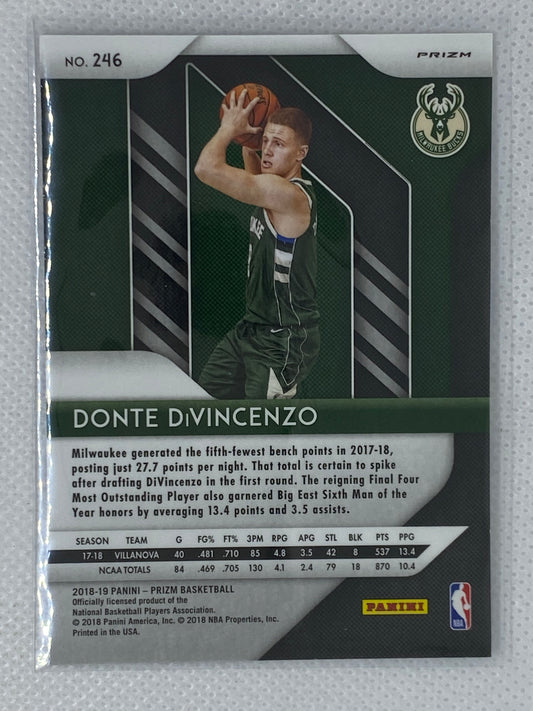 NO. 246
PRIZM
MILWAUKEE BUCKS
DONTE DiVINCENZO
Milwaukee generated the fifth-fewest bench points in 2017-18,
posting just 27.7 points per night. That total is certain to spike
after drafting DiVincenzo in the first round. The reigning Final Four
Most Outstanding Player also garnered Big East Sixth Man of the
Year honors by averaging 13.4 points and 3.5 assists.
SEASON TEAM G FG% FT% 3PM RPG APG STL BLK PTS PPG
17-18 VILLANOVA 40 .481 .710 85 4.8 3.5 42 8 537 13.4
NCAA TOTALS 84 .469 .705 130 4.1 2.4 79 18 870 10.4
2018-19 PANINI – PRIZM BASKETBALL
Officially licensed product of the
National Basketball Players Association.
© 2018 Panini America, Inc. © 2018 NBA Properties, Inc.
Printed in the USA.
PANINI
NBA